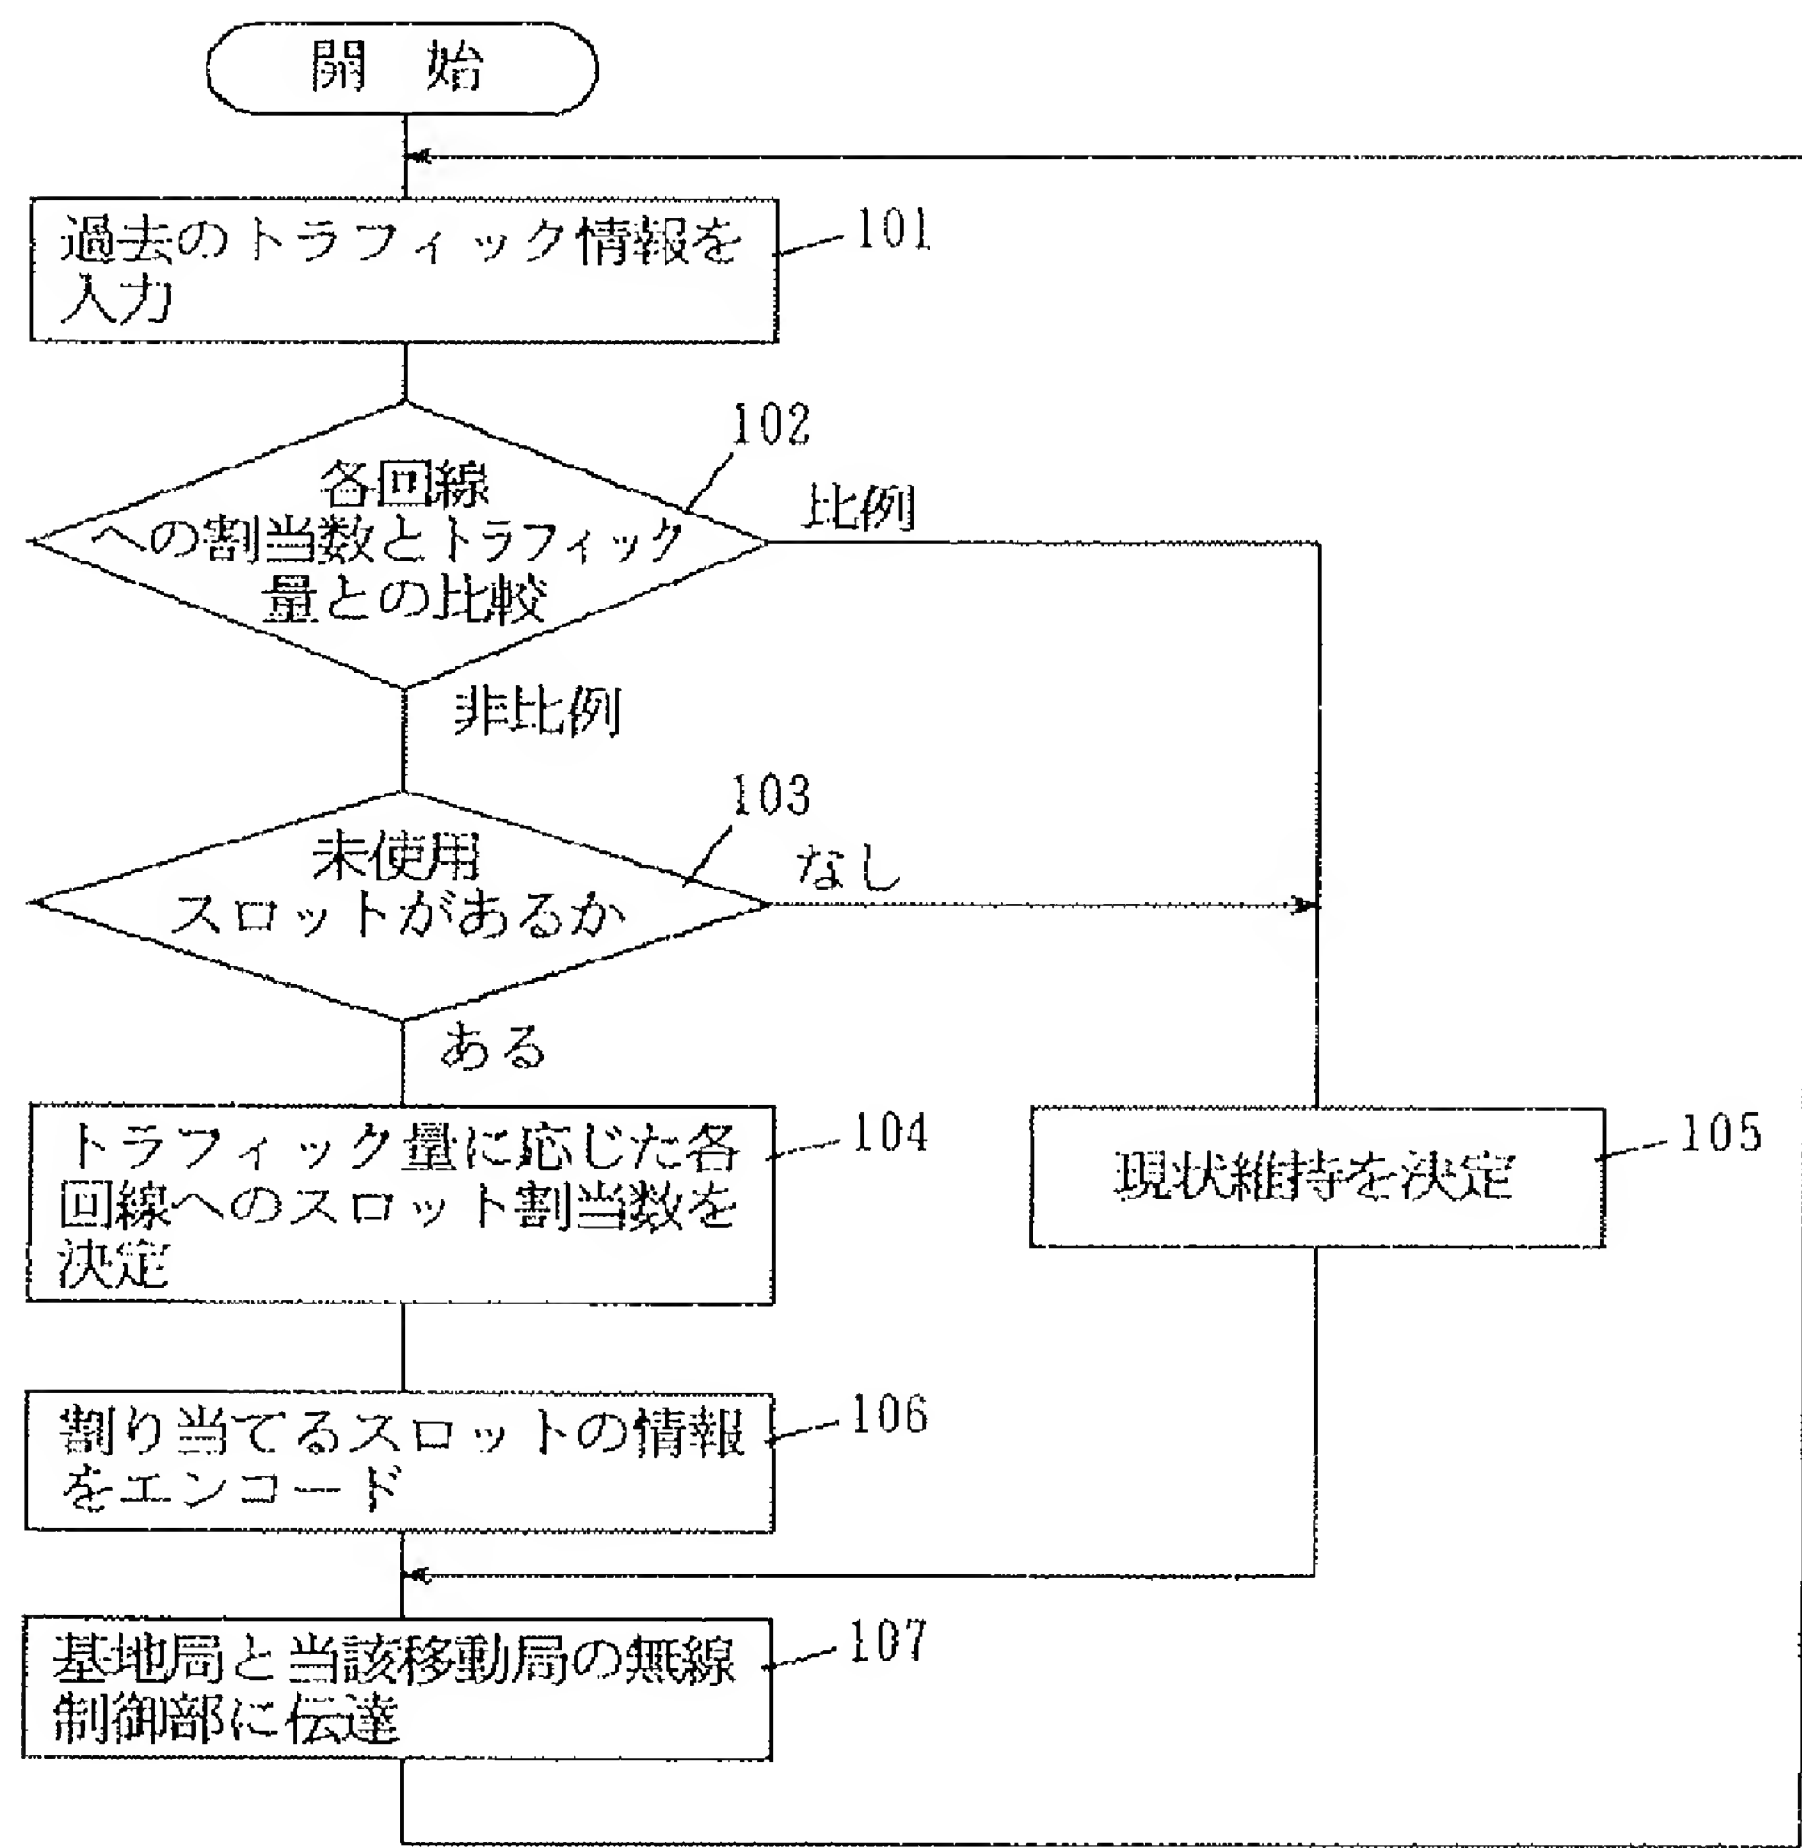 開 始
過去のトラフィック情報を
入力
101
102
各回線
への割当数とトラフィック
量との比較
比例
非比例
103
未使用
スロットがあるか
なし
ある
トラフィック量に応じた各
回線へのスロット割当数を
決定
104
現状維持を決定
105
割り当てるスロットの情報
をエンコード
106
基地局と当該移動局の無線
制御部に伝達
107